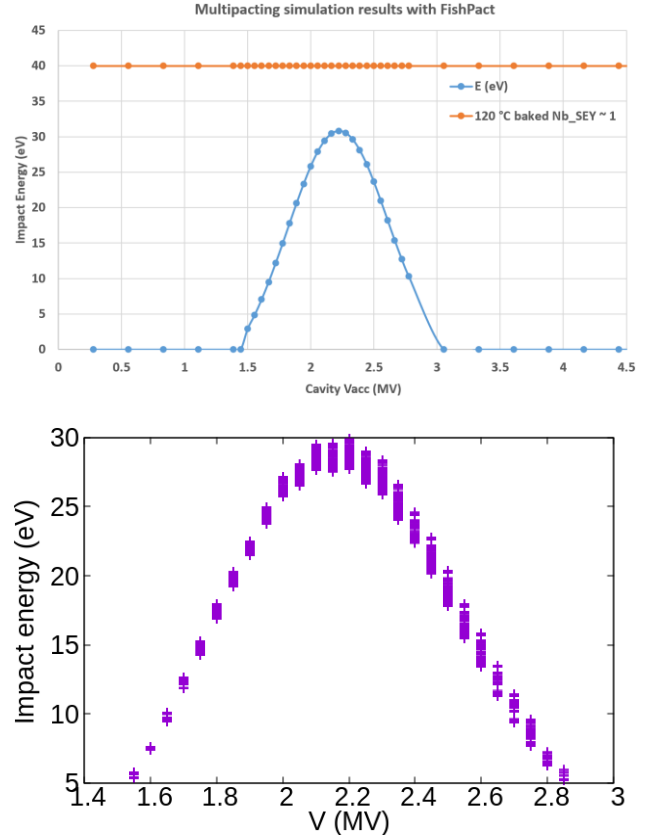 Multipacting simulation results with FishPact
45
40
35
30
25
20
15
10
5
0
Impact Energy (eV)
E (eV)
120 °C baked Nb_SEY ~ 1
0 0.5 1 1.5 2 2.5 3 3.5 4 4.5
Cavity Vacc (MV)
30
25
20
15
10
5
Impact energy (eV)
1.4 1.6 1.8 2 2.2 2.4 2.6 2.8 3
V (MV)